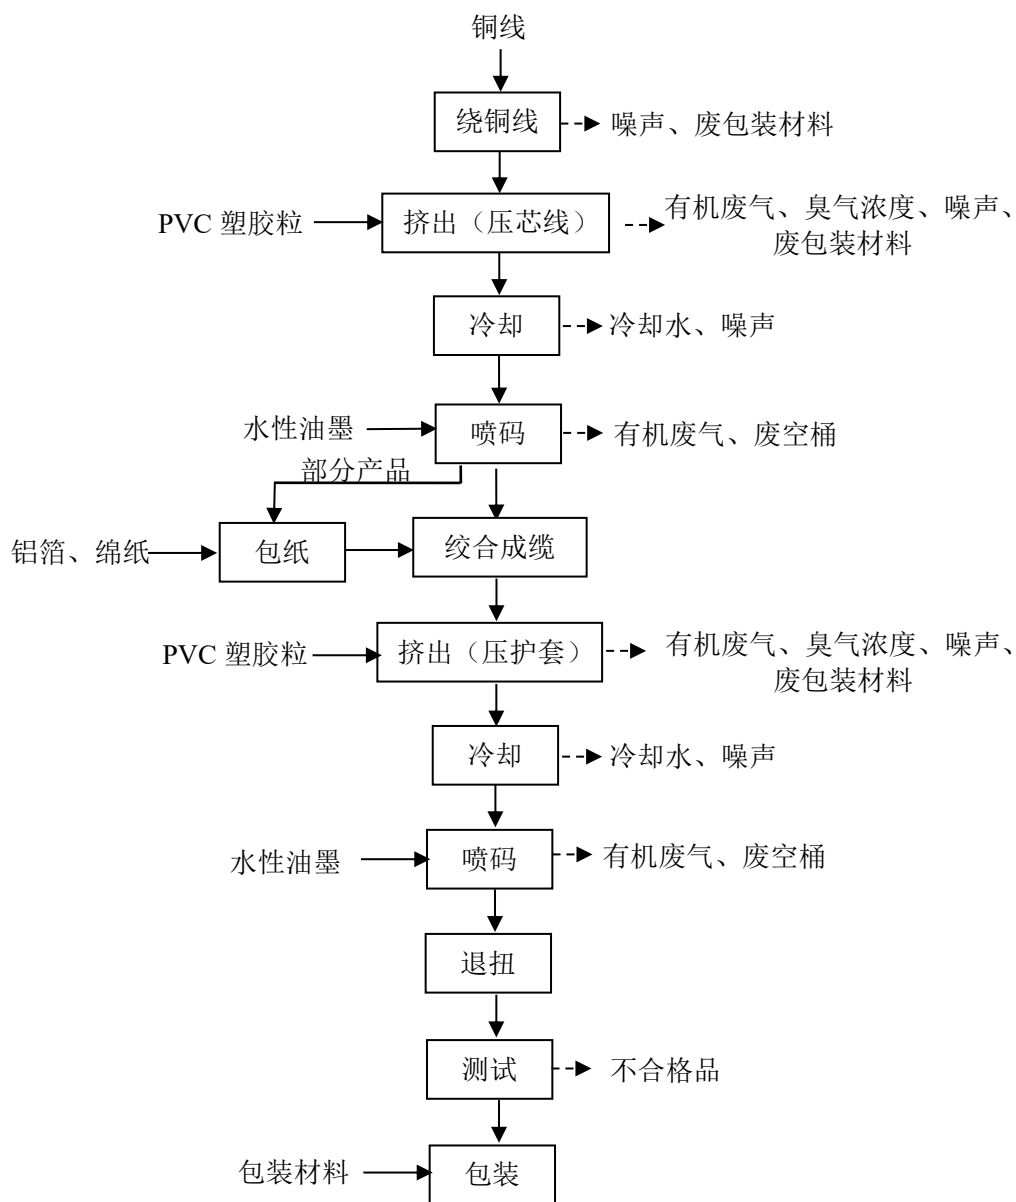 铜线
绕铜线
噪声、废包装材料
PVC 塑胶粒
挤出（压芯线）
有机废气、臭气浓度、噪声、
废包装材料
冷却
冷却水、噪声
水性油墨
喷码
有机废气、废空桶
部分产品
铝箔、绵纸
包纸
绞合成缆
PVC 塑胶粒
挤出（压护套）
有机废气、臭气浓度、噪声、
废包装材料
冷却
冷却水、噪声
水性油墨
喷码
有机废气、废空桶
退扭
测试
不合格品
包装材料
包装